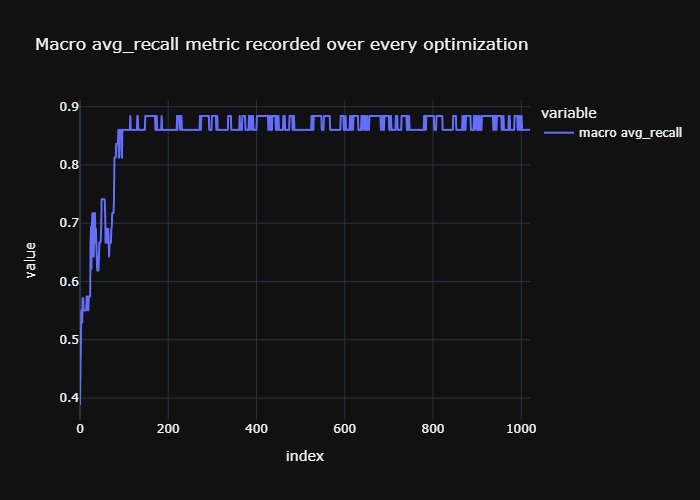 Macro avg_recall metric recorded over every optimization
0.9
0.8
0.7
0.6
0.5
0.4
value
0 200 400 600 800 1000
index
variable
macro avg_recall